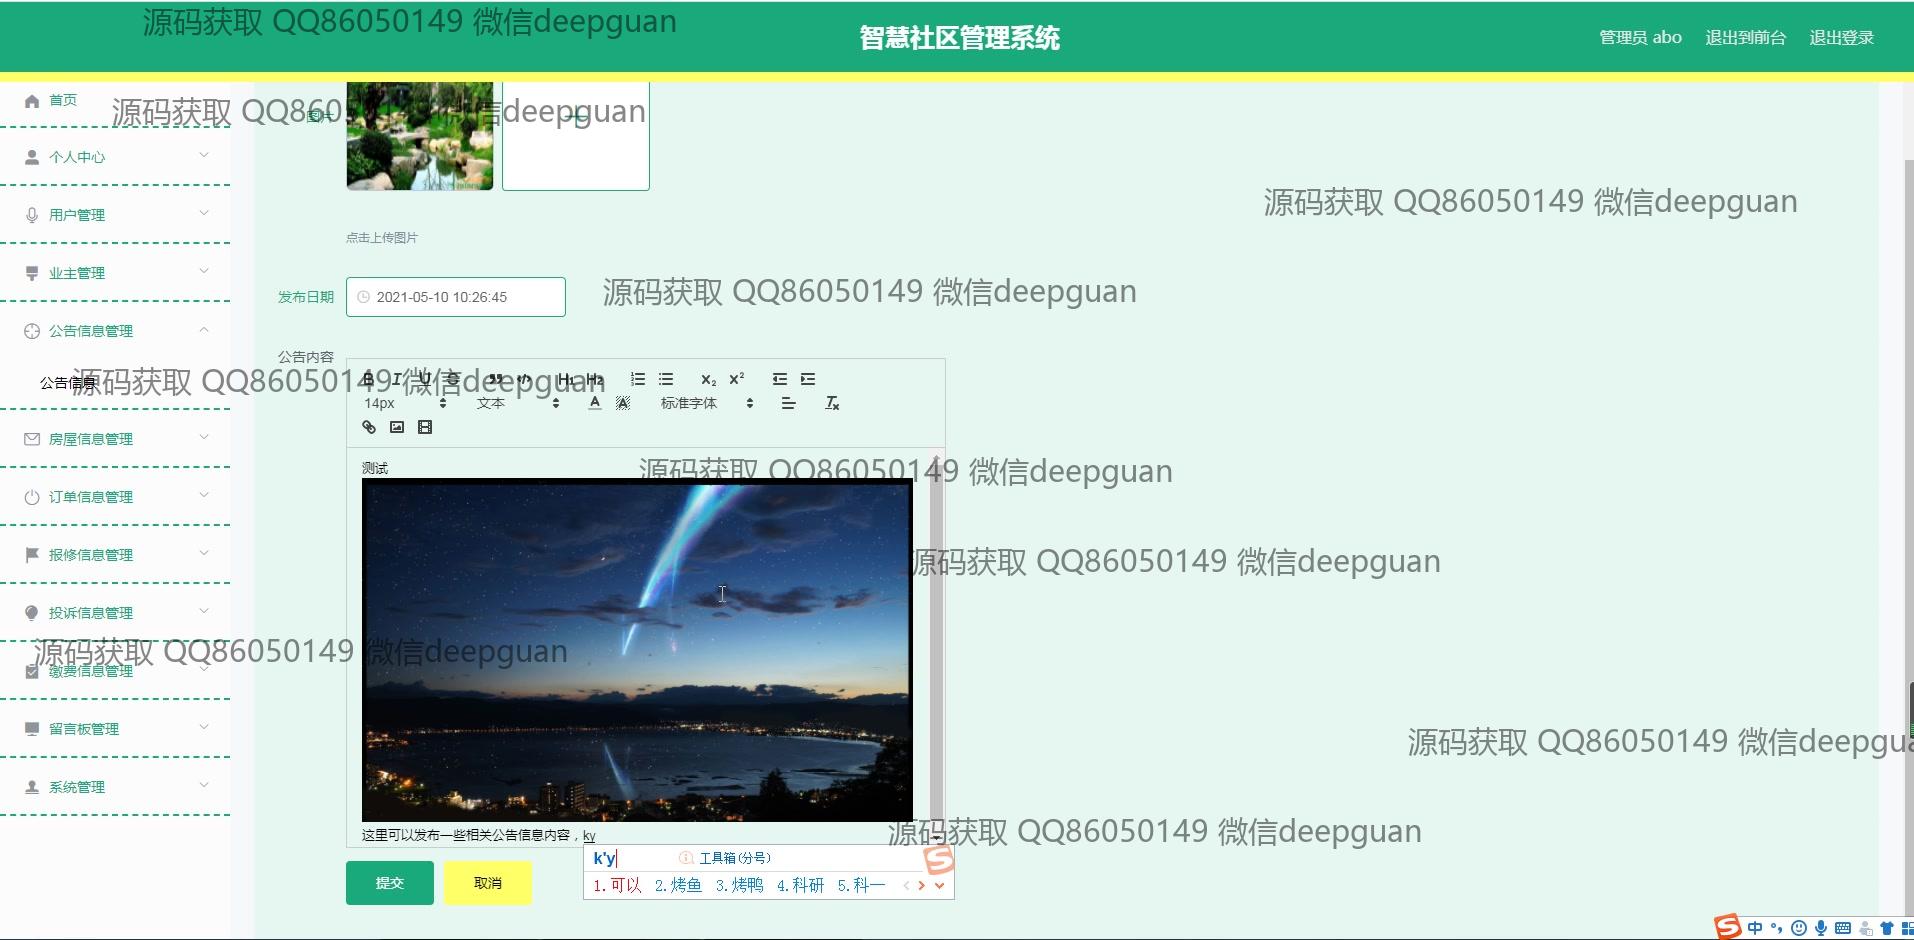 源码获取 QQ86050149 微信deepguan
智慧社区管理系统
管理员 abo 退出到前台 退出登录
首页
源码获取 QQ86050149 微信deepguan
图片
个人中心
源码获取 QQ86050149 微信deepguan
用户管理
点击上传图片
业主管理
发布日期 2021-05-10 10:26:45
源码获取 QQ86050149 微信deepguan
公告信息管理
公告内容
公告信息
源码获取 QQ86050149 微信deepguan
B I U S ❞ </> H1 H2 X₂ X²
14px 文本 A A 标准字体 Tx
房屋信息管理
测试
源码获取 QQ86050149 微信deepguan
订单信息管理
报修信息管理
源码获取 QQ86050149 微信deepguan
投诉信息管理
源码获取 QQ86050149 微信deepguan
缴费信息管理
留言板管理
源码获取 QQ86050149 微信deepgua
系统管理
这里可以发布一些相关公告信息内容，ky
源码获取 QQ86050149 微信deepguan
k'y 工具箱(分号)
提交 取消
1.可以 2.烤鱼 3.烤鸭 4.科研 5.科一
中